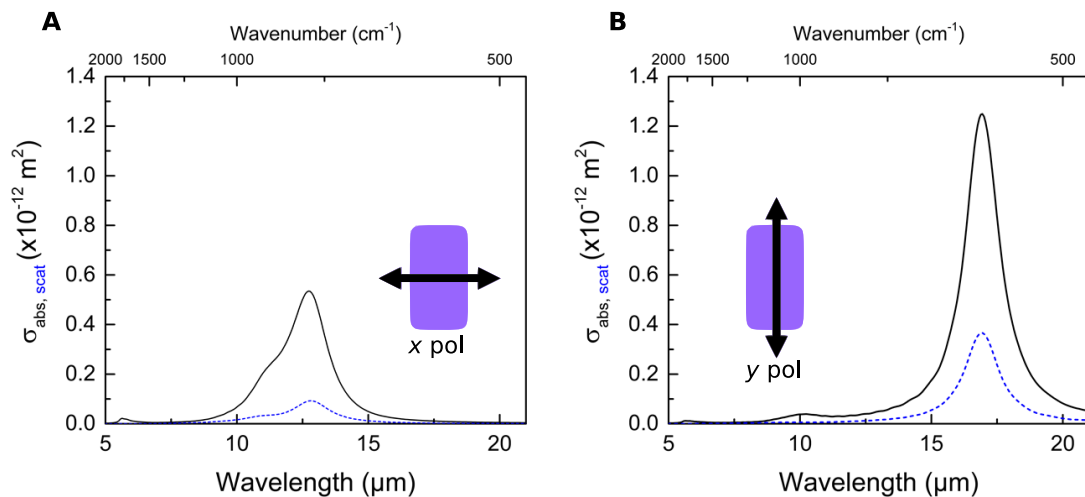 A
Wavenumber (cm⁻¹)
2000 1500 1000 500
1.4
1.2
1.0
0.8
0.6
0.4
0.2
0.0
σabs, scat (x10⁻¹² m²)
x pol
5 10 15 20
Wavelength (µm)
B
Wavenumber (cm⁻¹)
2000 1500 1000 500
1.4
1.2
1.0
0.8
0.6
0.4
0.2
0.0
σabs, scat (x10⁻¹² m²)
y pol
5 10 15 20
Wavelength (µm)